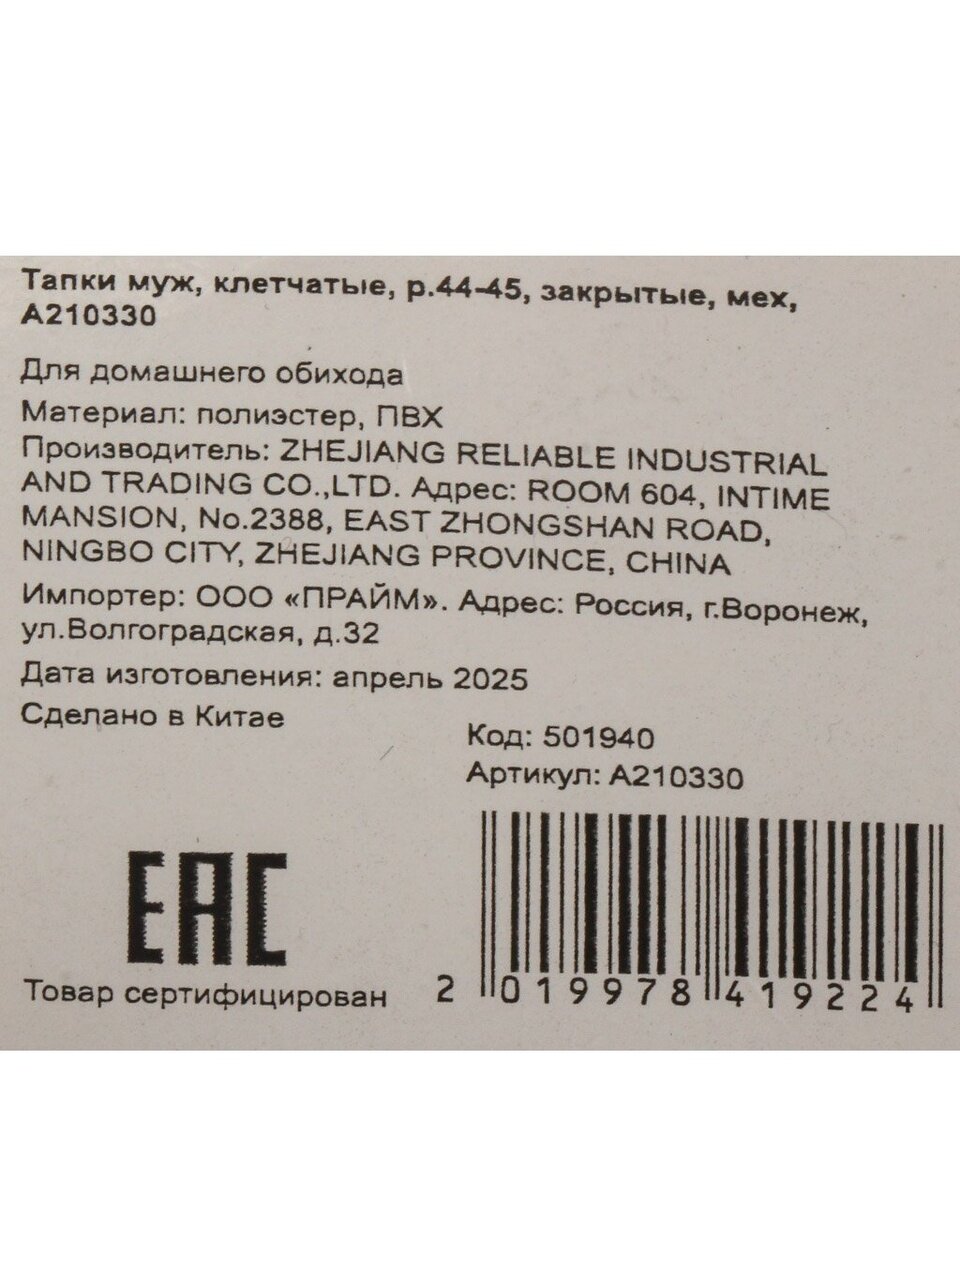 Тапки муж, клетчатые, р.44-45, закрытые, мех,
А210330
Для домашнего обихода
Материал: полиэстер, ПВХ
Производитель: ZHEJIANG RELIABLE INDUSTRIAL
AND TRADING CO.,LTD. Адрес: ROOM 604, INTIME
MANSION, No.2388, EAST ZHONGSHAN ROAD,
NINGBO CITY, ZHEJIANG PROVINCE, CHINA
Импортер: ООО «ПРАЙМ». Адрес: Россия, г.Воронеж,
ул.Волгоградская, д.32
Дата изготовления: апрель 2025
Сделано в Китае
Код: 501940
Артикул: А210330
ЕАС
Товар сертифицирован
2 019978 419224